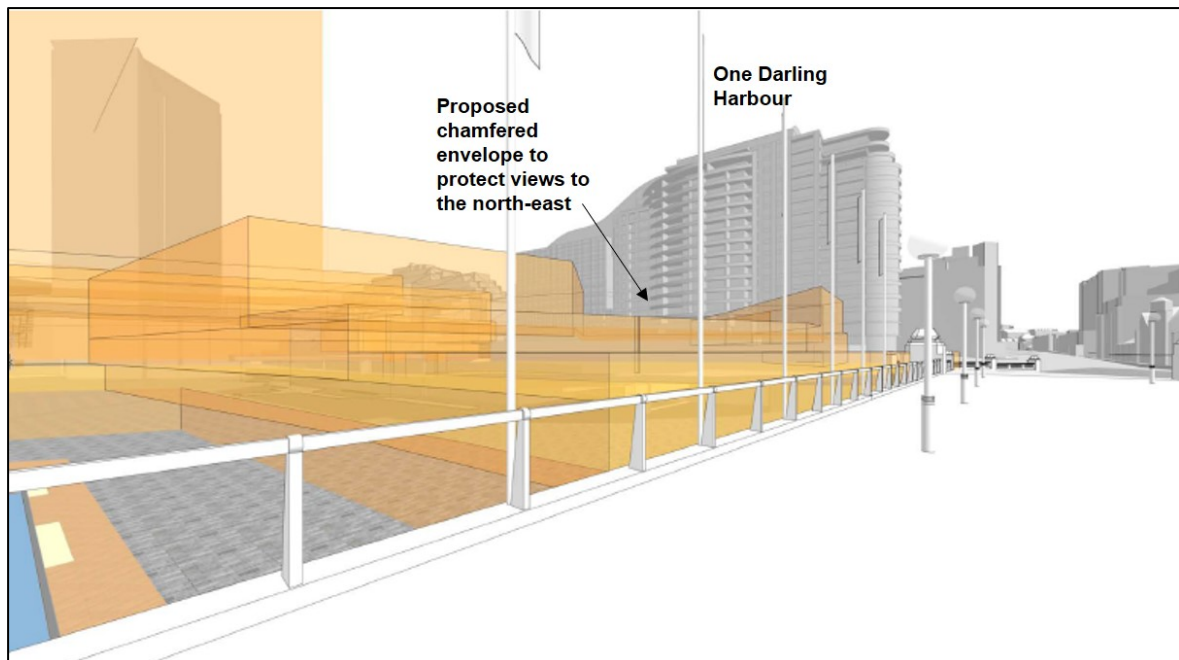 One Darling
Harbour
Proposed
chamfered
envelope to
protect views to
the north-east